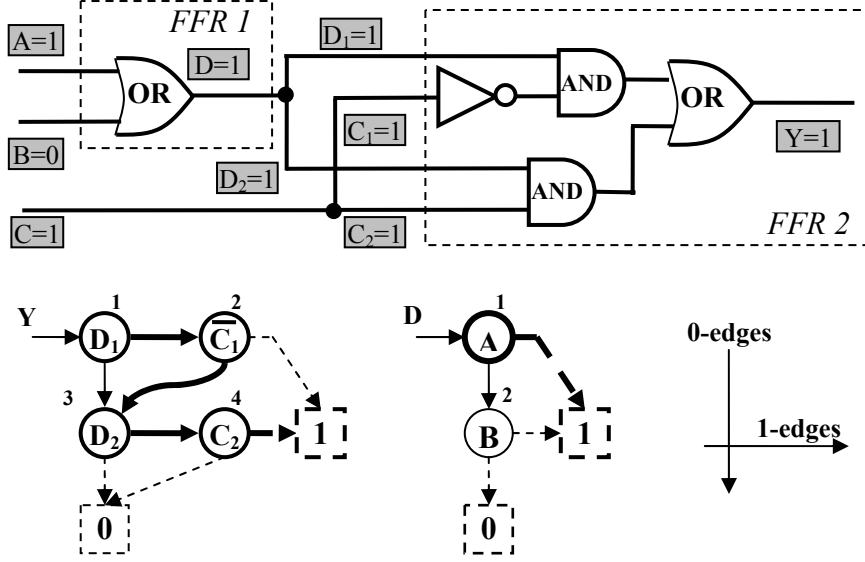 FFR 1
A=1
OR
D=1
B=0
D₁=1
AND
OR
C₁=1
Y=1
D₂=1
AND
C=1
C₂=1
FFR 2
Y
1
D₁
2
C̅₁
3
D₂
4
C₂
1
0
D
1
A
2
B
1
0
0-edges
1-edges